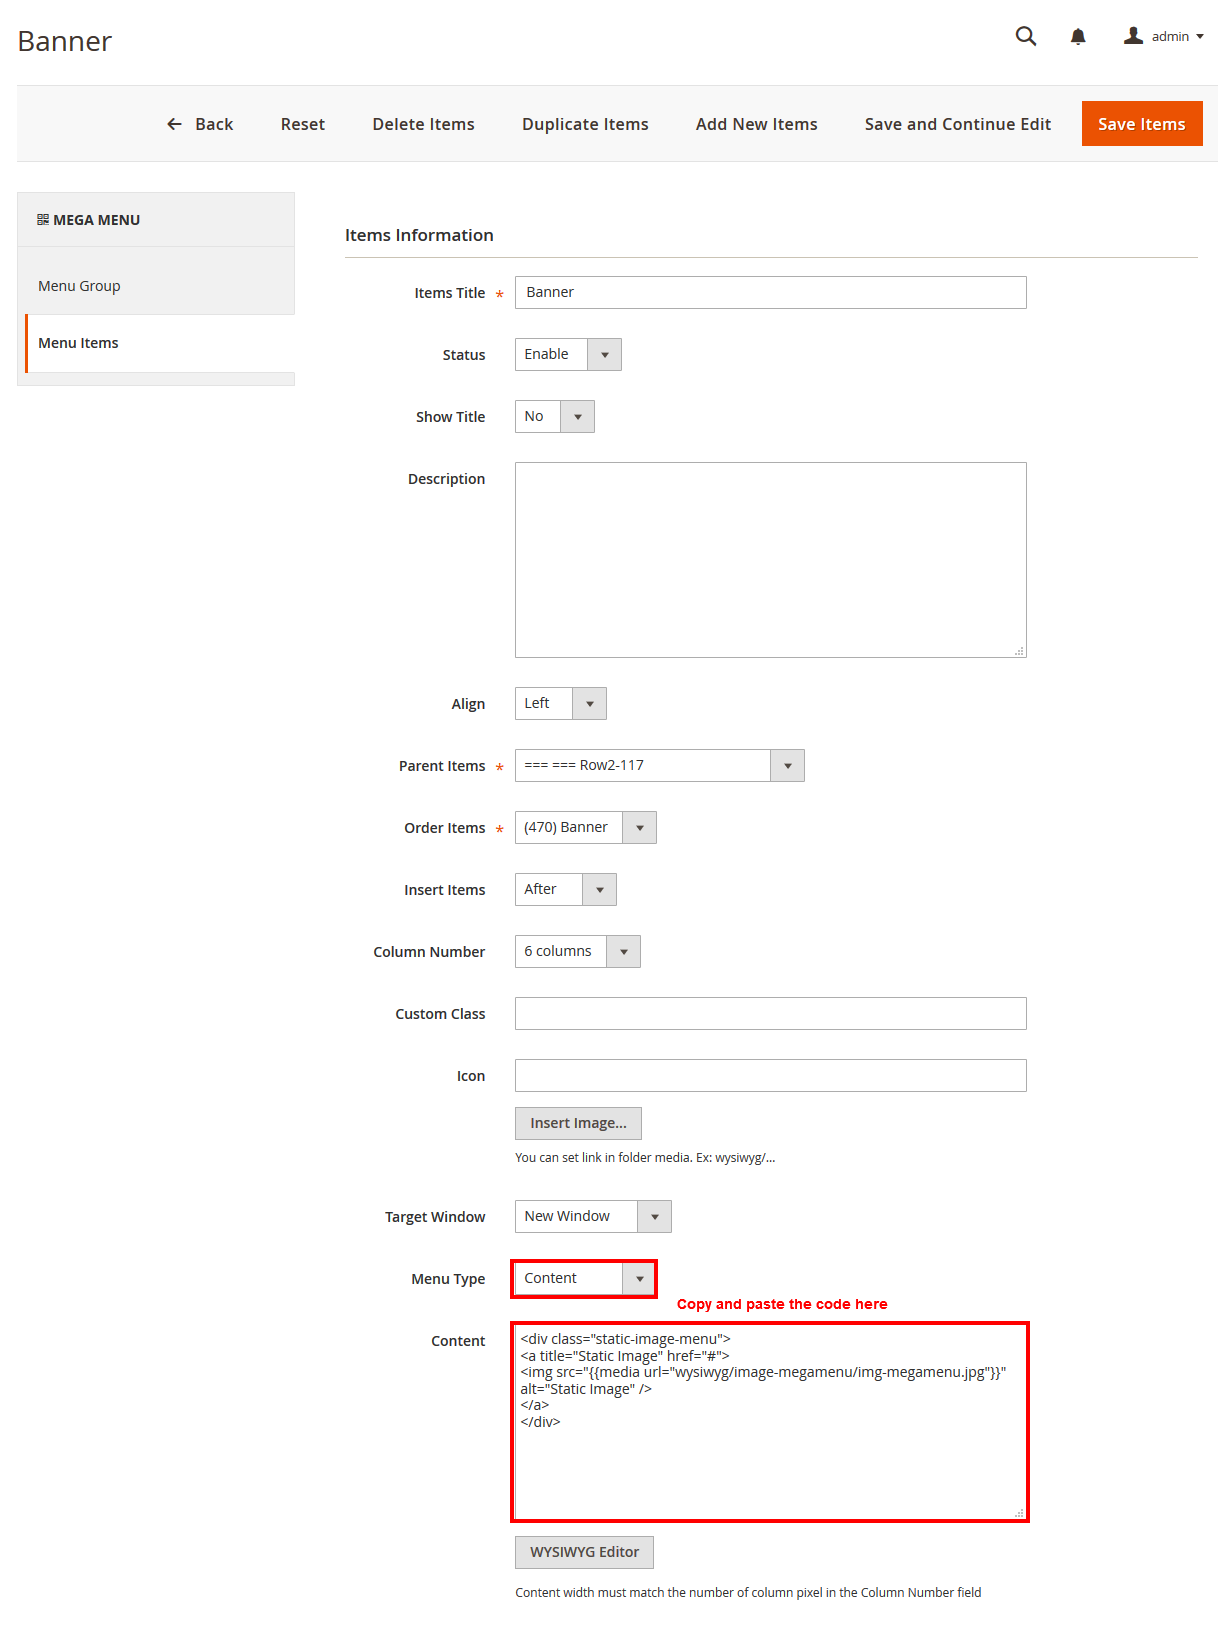 Banner
admin
Back
Reset
Delete Items
Duplicate Items
Add New Items
Save and Continue Edit
Save Items
MEGA MENU
Menu Group
Menu Items
Items Information
Items Title *
Banner
Status
Enable
Show Title
No
Description
Align
Left
Parent Items *
=== === Row2-117
Order Items *
(470) Banner
Insert Items
After
Column Number
6 columns
Custom Class
Icon
Insert Image...
You can set link in folder media. Ex: wysiwyg/...
Target Window
New Window
Menu Type
Content
Copy and paste the code here
Content
<div class="static-image-menu">
<a title="Static Image" href="#">
<img src="{{media url="wysiwyg/image-megamenu/img-megamenu.jpg"}}"
alt="Static Image" />
</a>
</div>
WYSIWYG Editor
Content width must match the number of column pixel in the Column Number field